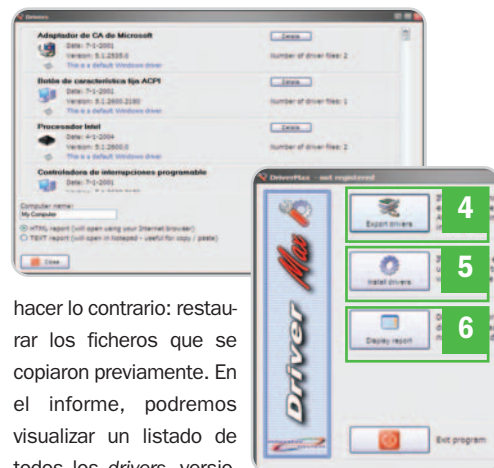 Drivers
Adaptador de CA de Microsoft
Date: 7-1-2001
Version: 5.1.2535.0
This is a default Windows driver
Details
Number of driver files: 2
Botón de característica fija ACPI
Date: 7-1-2001
Version: 5.1.2600.2180
This is a default Windows driver
Details
Number of driver files: 1
Procesador Intel
Date: 4-1-2004
Version: 5.1.2600.0
This is a default Windows driver
Details
Number of driver files: 2
Controladora de interrupciones programable
Date: 7-1-2001
Computer name:
My Computer
HTML report (will open using your Internet browser)
TEXT report (will open in Notepad - useful for copy / paste)
Close
DriverMax - not registered
Driver Max
Export drivers
4
Install drivers
5
Display report
6
Exit program
hacer lo contrario: restau-
rar los ficheros que se
copiaron previamente. En
el informe, podremos
visualizar un listado de
todos los drivers, versio-